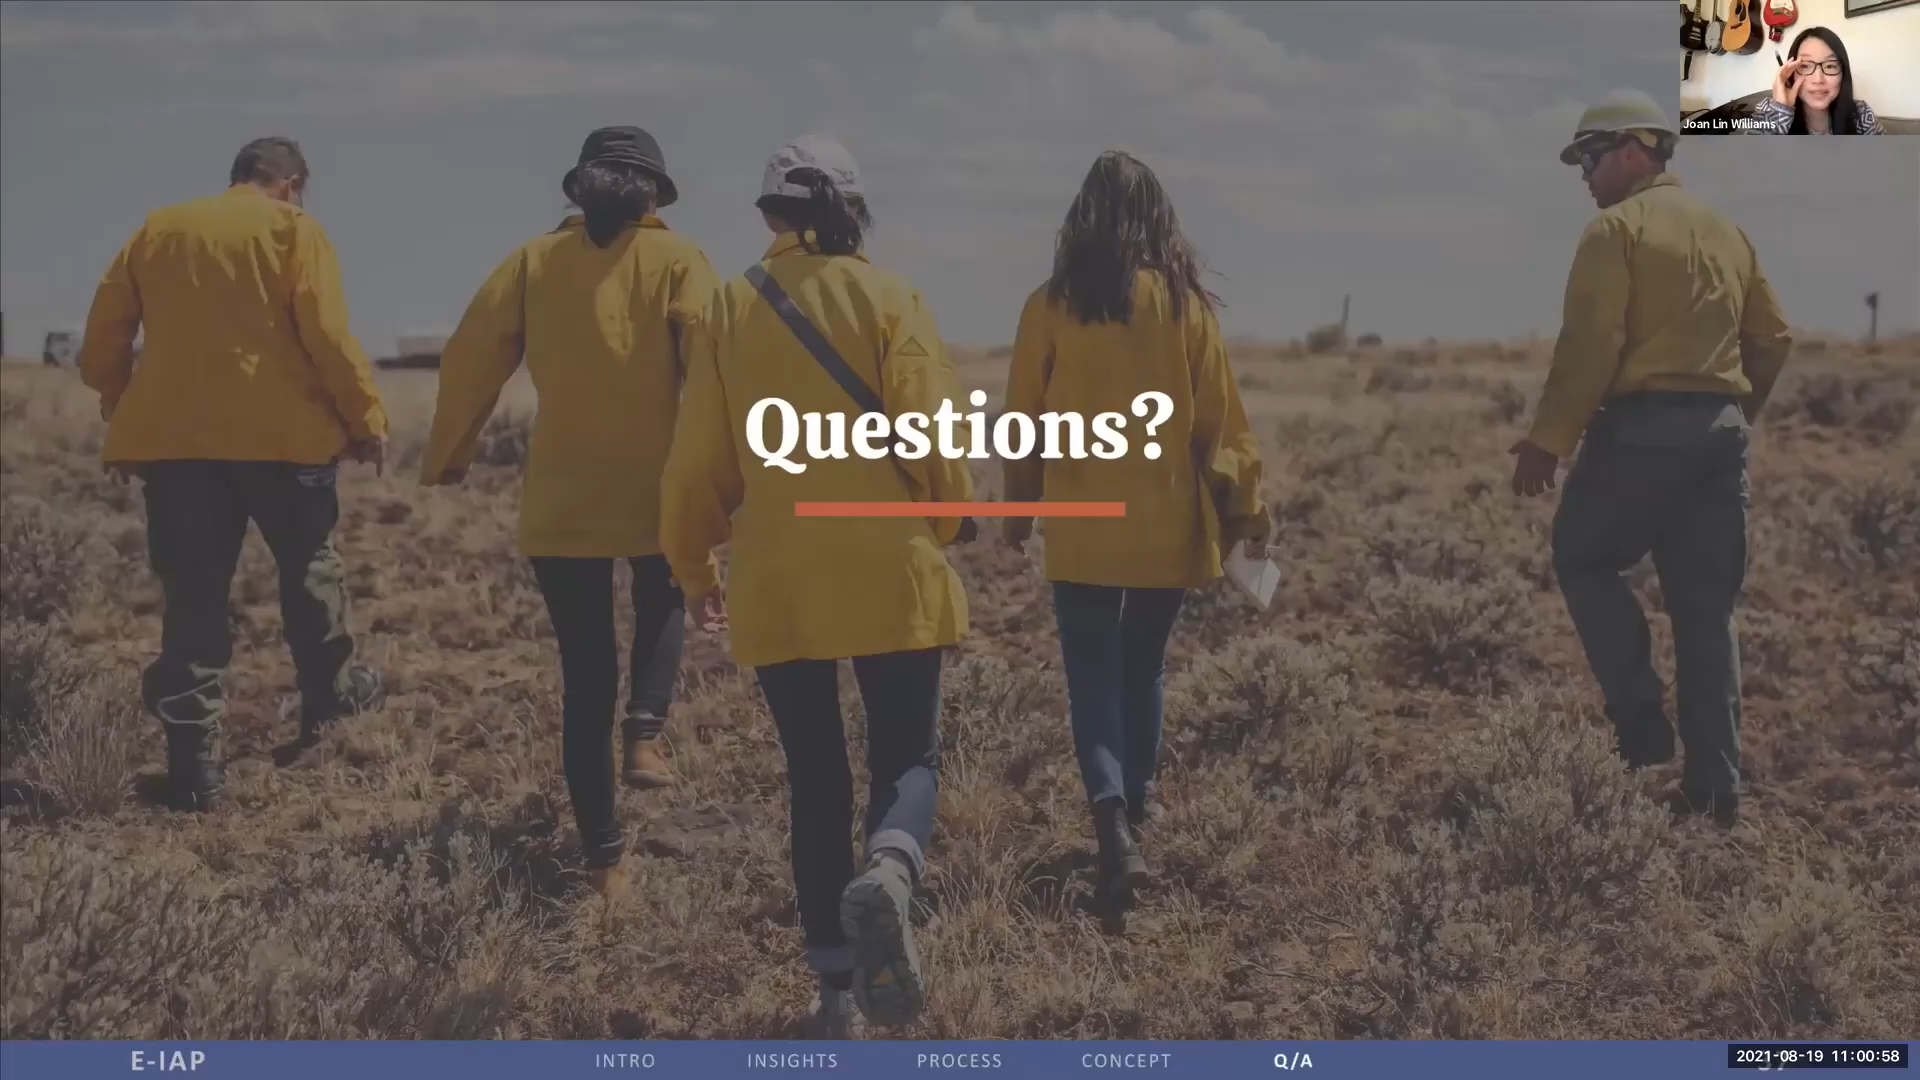 Joan Lin Williams
Questions?
E-IAP
INTRO
INSIGHTS
PROCESS
CONCEPT
Q/A
2021-08-19 11:00:58